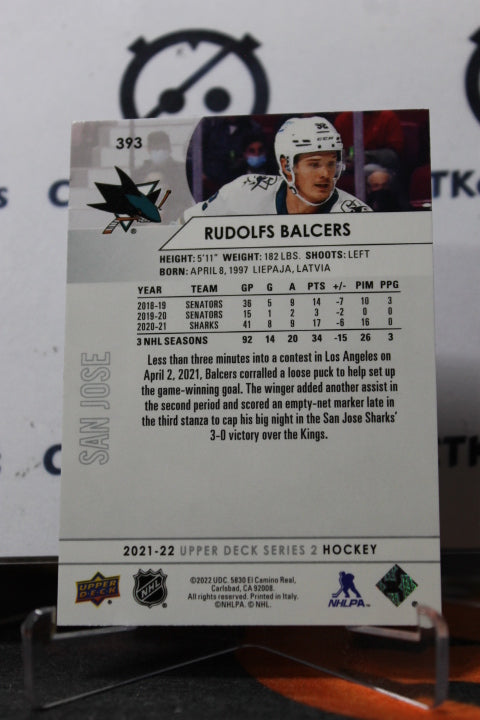 393
RUDOLFS BALCERS
HEIGHT: 5'11" WEIGHT: 182 LBS. SHOOTS: LEFT
BORN: APRIL 8, 1997 LIEPAJA, LATVIA
YEAR TEAM GP G A PTS +/- PIM PPG
2018-19 SENATORS 36 5 9 14 -7 10 3
2019-20 SENATORS 15 1 2 3 -2 0 0
2020-21 SHARKS 41 8 9 17 -6 16 0
3 NHL SEASONS 92 14 20 34 -15 26 3
SAN JOSE
Less than three minutes into a contest in Los Angeles on
April 2, 2021, Balcers corralled a loose puck to help set up
the game-winning goal. The winger added another assist in
the second period and scored an empty-net marker late in
the third stanza to cap his big night in the San Jose Sharks'
3-0 victory over the Kings.
2021-22 UPPER DECK SERIES 2 HOCKEY
UPPER DECK
NHL
©2022 UDC. 5830 El Camino Real,
Carlsbad, CA 92008.
All rights reserved. Printed in Italy.
©NHLPA. © NHL.
NHLPA